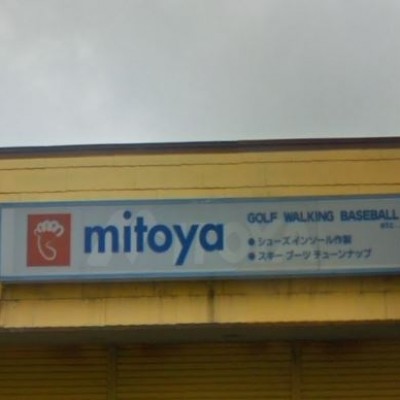 mitoya
GOLF WALKING BASEBALL
etc...
● シューズインソール作製
● スキー ブーツ チューンナップ